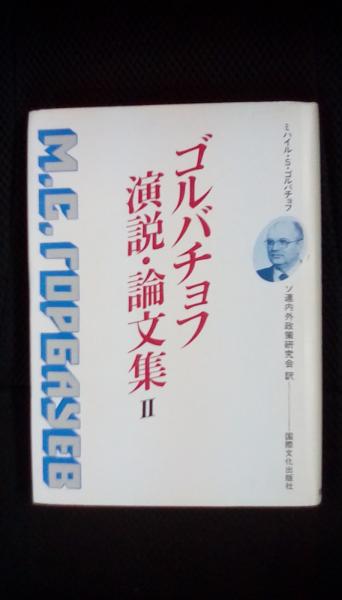 ミハイル・S・ゴルバチョフ
ゴルバチョフ
演説・論文集 II
ソ連内外政策研究会 訳
国際文化出版社
М.С. ГОРБАЧЕВ